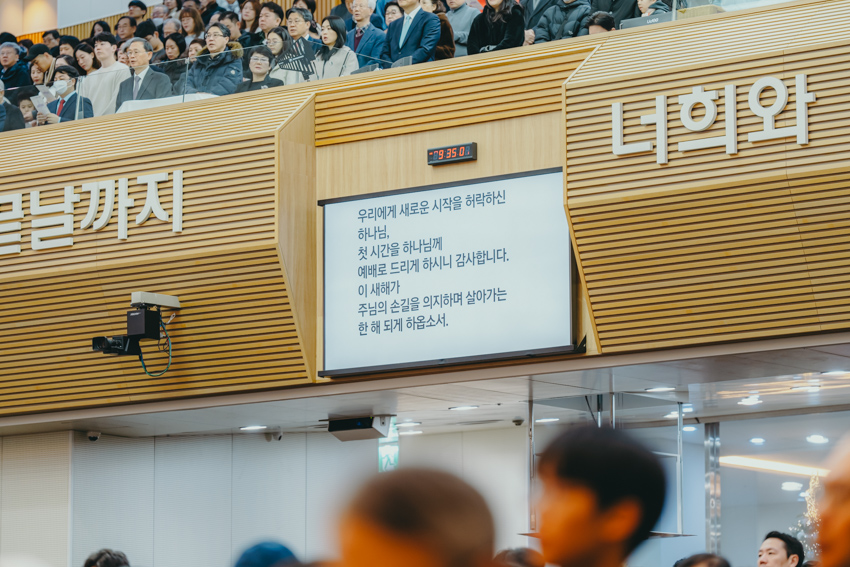 너희와
9:35 0
우리에게 새로운 시작을 허락하신
하나님,
첫 시간을 하나님께
예배로 드리게 하시니 감사합니다.
이 새해가
주님의 손길을 의지하며 살아가는
한 해 되게 하옵소서.
날까지